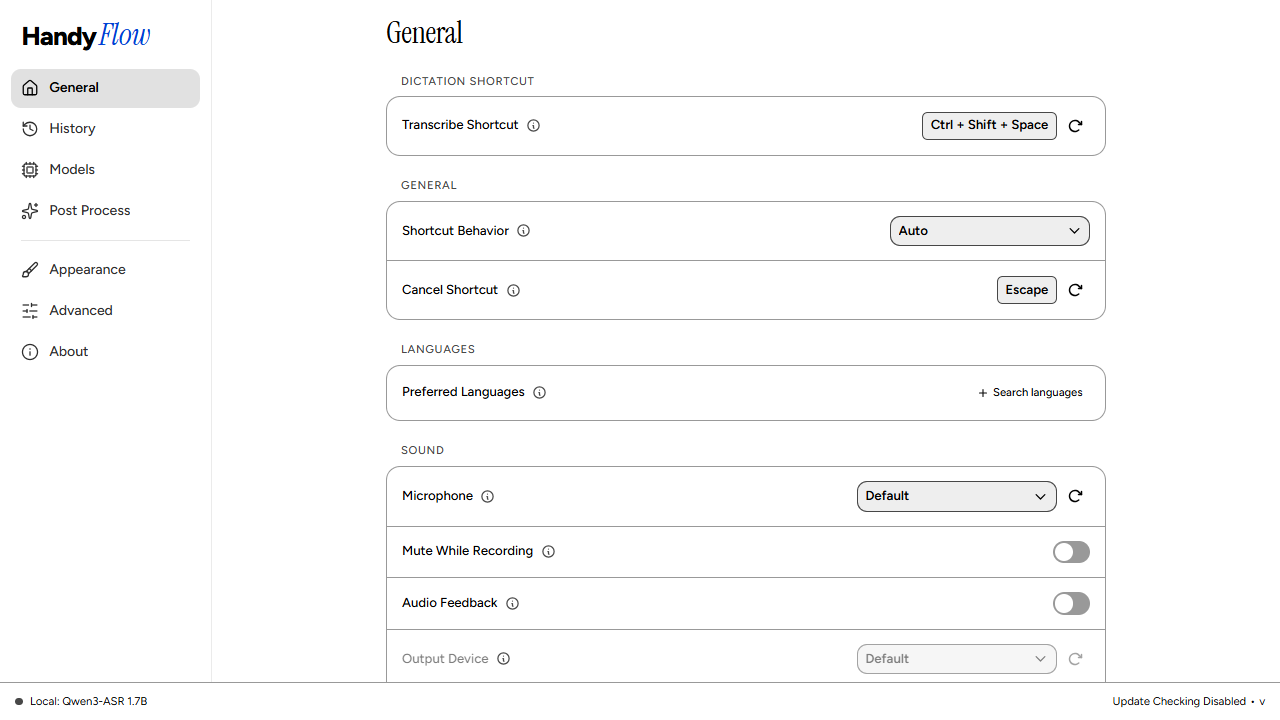 Handy Flow
General
History
Models
Post Process
Appearance
Advanced
About
General
DICTATION SHORTCUT
Transcribe Shortcut
Ctrl + Shift + Space
GENERAL
Shortcut Behavior
Auto
Cancel Shortcut
Escape
LANGUAGES
Preferred Languages
+ Search languages
SOUND
Microphone
Default
Mute While Recording
Audio Feedback
Output Device
Default
Local: Qwen3-ASR 1.7B
Update Checking Disabled • v